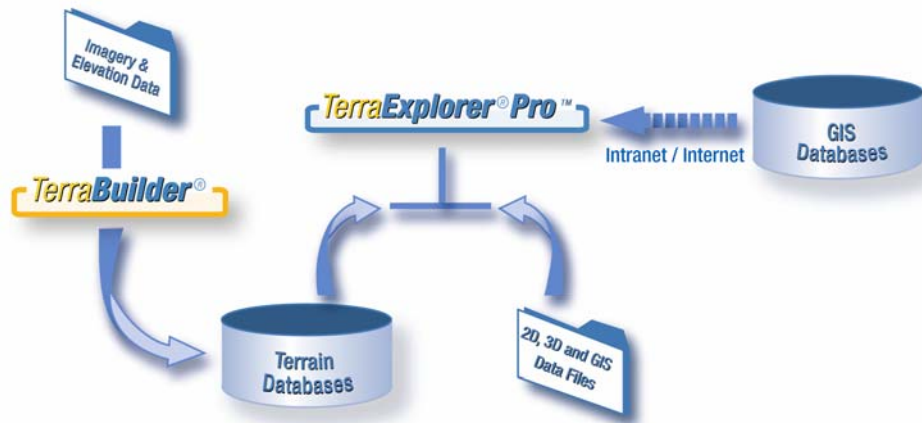 Imagery &
Elevation Data
TerraExplorer® Pro™
GIS
Databases
Intranet / Internet
TerraBuilder®
Terrain
Databases
2D, 3D and GIS
Data Files